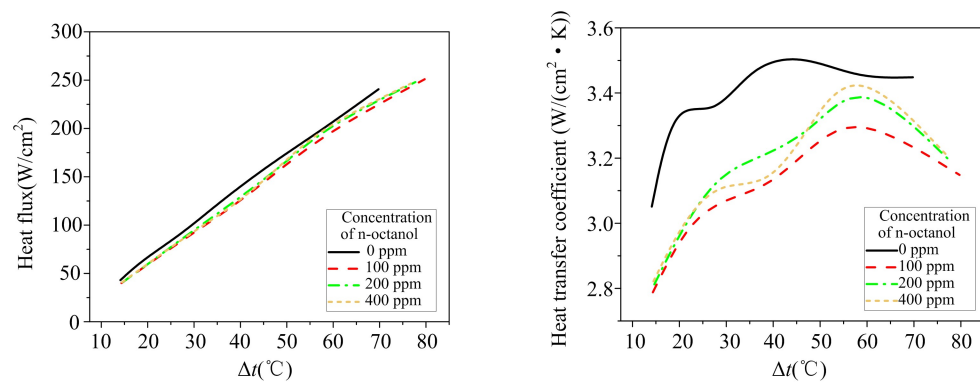 Heat flux(W/cm²)
300
250
200
150
100
50
0
10 20 30 40 50 60 70 80
Δt(℃)
Concentration
of n-octanol
0 ppm
100 ppm
200 ppm
400 ppm
Heat transfer coefficient (W/(cm²・K))
3.6
3.4
3.2
3.0
2.8
10 20 30 40 50 60 70 80
Δt(℃)
Concentration
of n-octanol
0 ppm
100 ppm
200 ppm
400 ppm